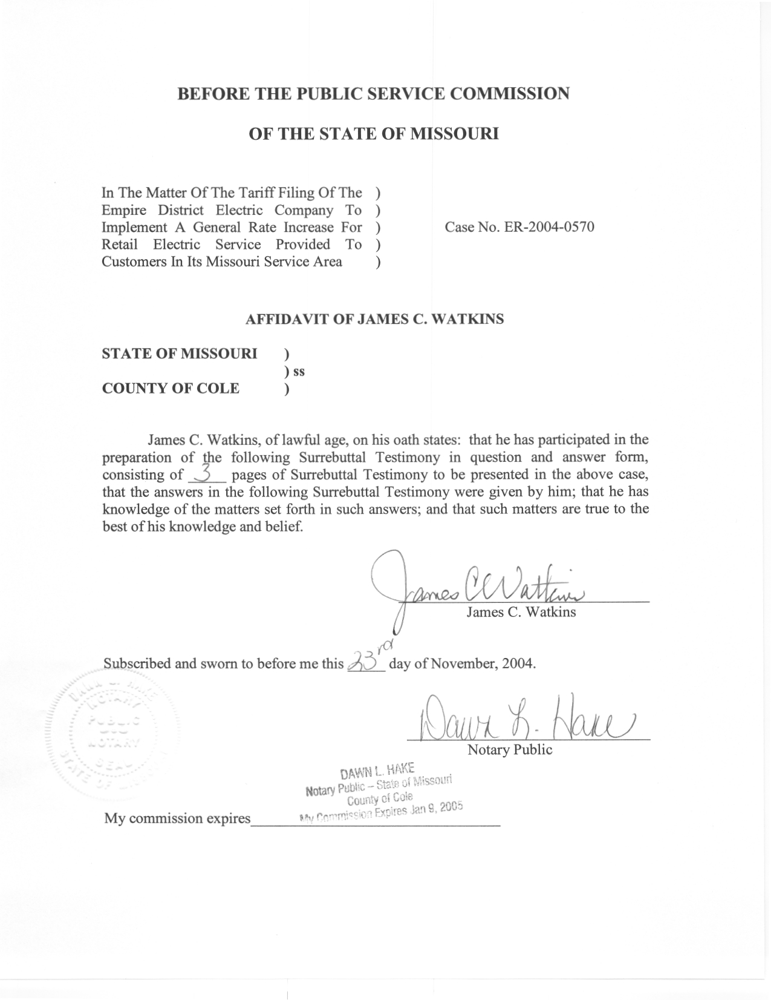 BEFORE THE PUBLIC SERVICE COMMISSION
OF THE STATE OF MISSOURI
In The Matter Of The Tariff Filing Of The )
Empire District Electric Company To )
Implement A General Rate Increase For ) Case No. ER-2004-0570
Retail Electric Service Provided To )
Customers In Its Missouri Service Area )
AFFIDAVIT OF JAMES C. WATKINS
STATE OF MISSOURI )
) ss
COUNTY OF COLE )
James C. Watkins, of lawful age, on his oath states: that he has participated in the
preparation of the following Surrebuttal Testimony in question and answer form,
consisting of 3 pages of Surrebuttal Testimony to be presented in the above case,
that the answers in the following Surrebuttal Testimony were given by him; that he has
knowledge of the matters set forth in such answers; and that such matters are true to the
best of his knowledge and belief.
James C Watkins
James C. Watkins
Subscribed and sworn to before me this 23rd day of November, 2004.
DAWN L. HAKE
NOTARY
PUBLIC
NOTARY
SEAL
STATE OF
Dawn L. Hake
Notary Public
DAWN L. HAKE
Notary Public – State of Missouri
County of Cole
My Commission Expires Jan 9, 2005
My commission expires